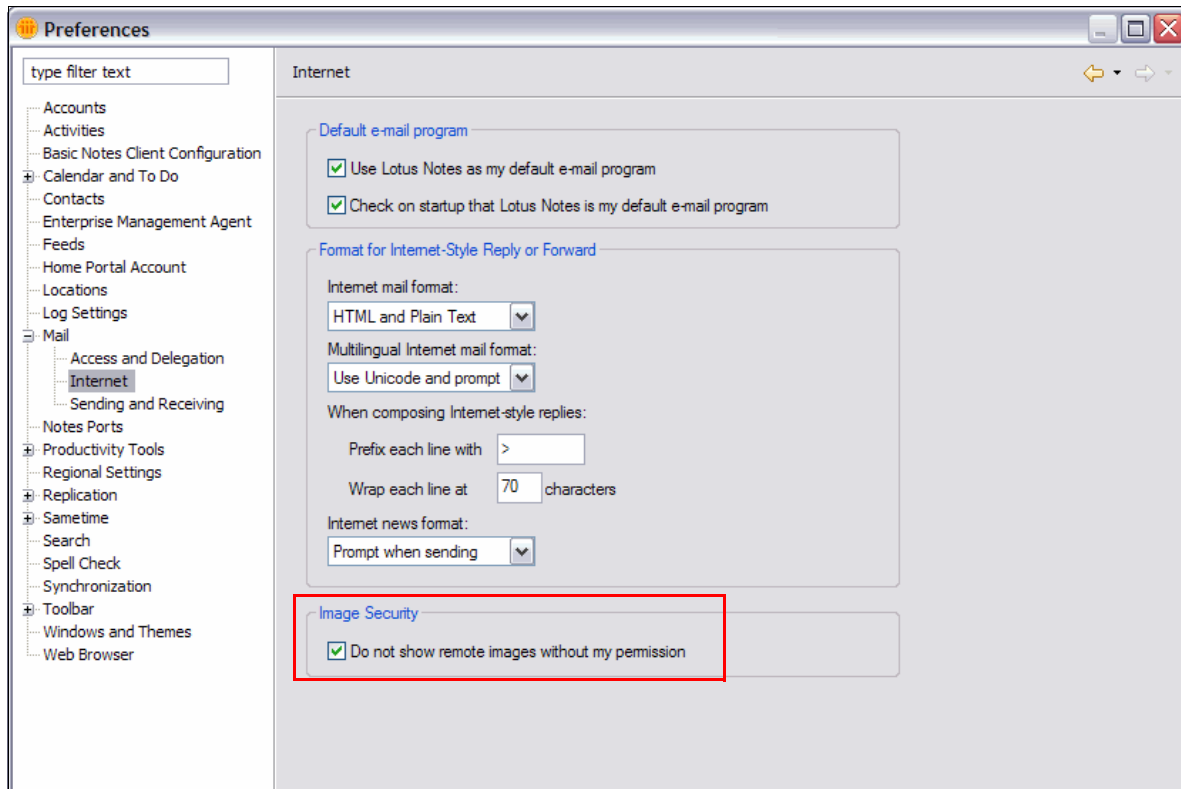 Preferences
type filter text
Accounts
Activities
Basic Notes Client Configuration
Calendar and To Do
Contacts
Enterprise Management Agent
Feeds
Home Portal Account
Locations
Log Settings
Mail
Access and Delegation
Internet
Sending and Receiving
Notes Ports
Productivity Tools
Regional Settings
Replication
Sametime
Search
Spell Check
Synchronization
Toolbar
Windows and Themes
Web Browser
Internet
Default e-mail program
Use Lotus Notes as my default e-mail program
Check on startup that Lotus Notes is my default e-mail program
Format for Internet-Style Reply or Forward
Internet mail format:
HTML and Plain Text
Multilingual Internet mail format:
Use Unicode and prompt
When composing Internet-style replies:
Prefix each line with >
Wrap each line at 70 characters
Internet news format:
Prompt when sending
Image Security
Do not show remote images without my permission